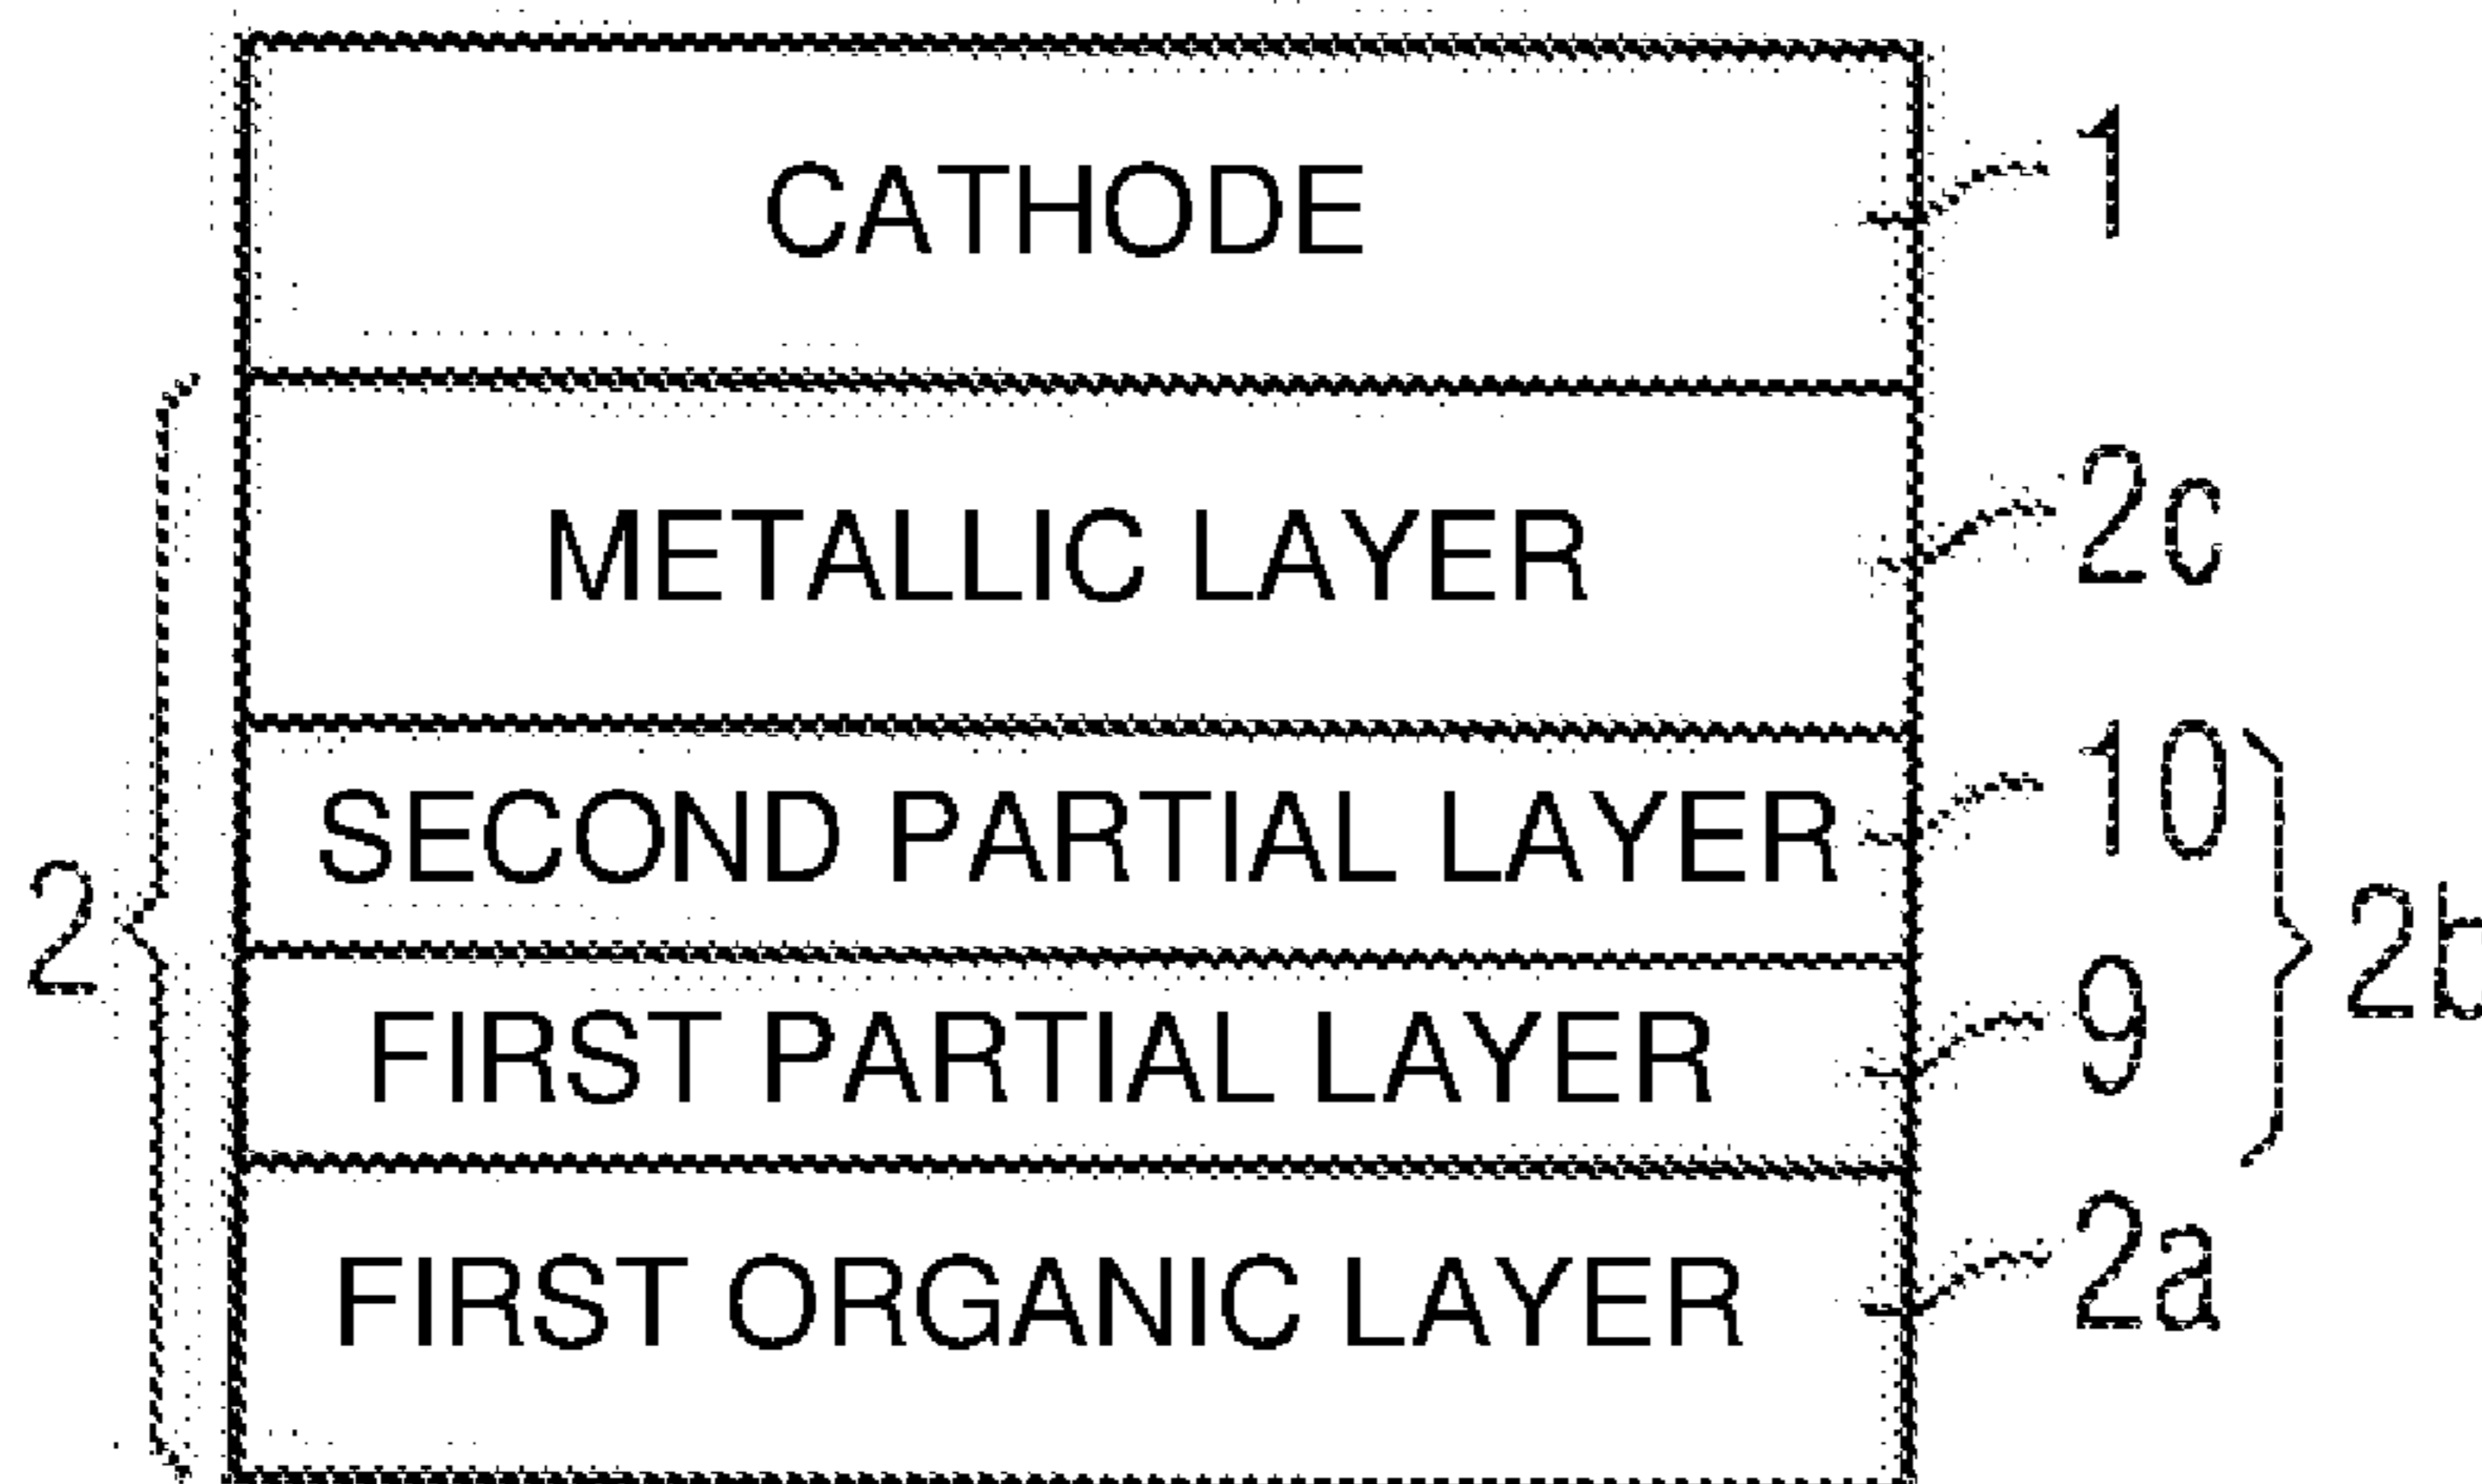 CATHODE 1
METALLIC LAYER 2c
SECOND PARTIAL LAYER 10
2 2b
FIRST PARTIAL LAYER 9
FIRST ORGANIC LAYER 2a